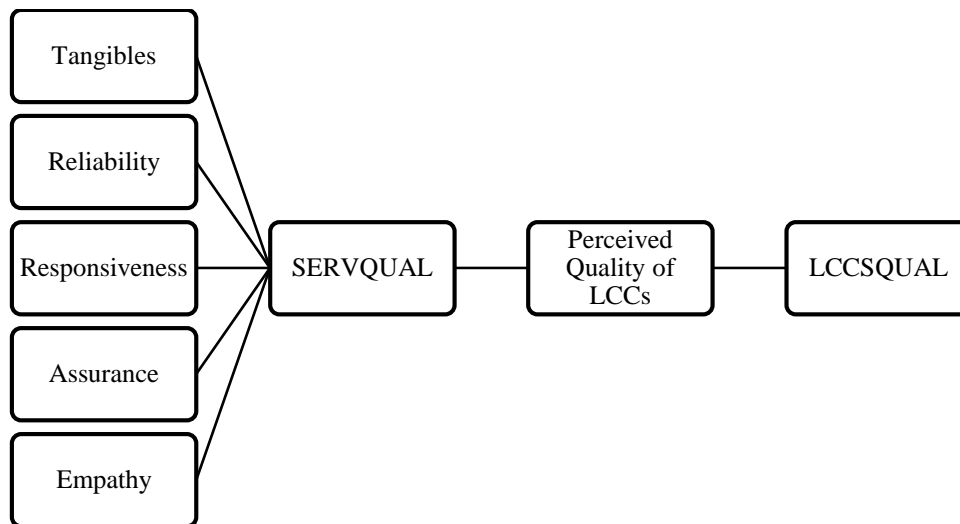 Tangibles
Reliability
Responsiveness
Assurance
Empathy
SERVQUAL
Perceived
Quality of
LCCs
LCCSQUAL